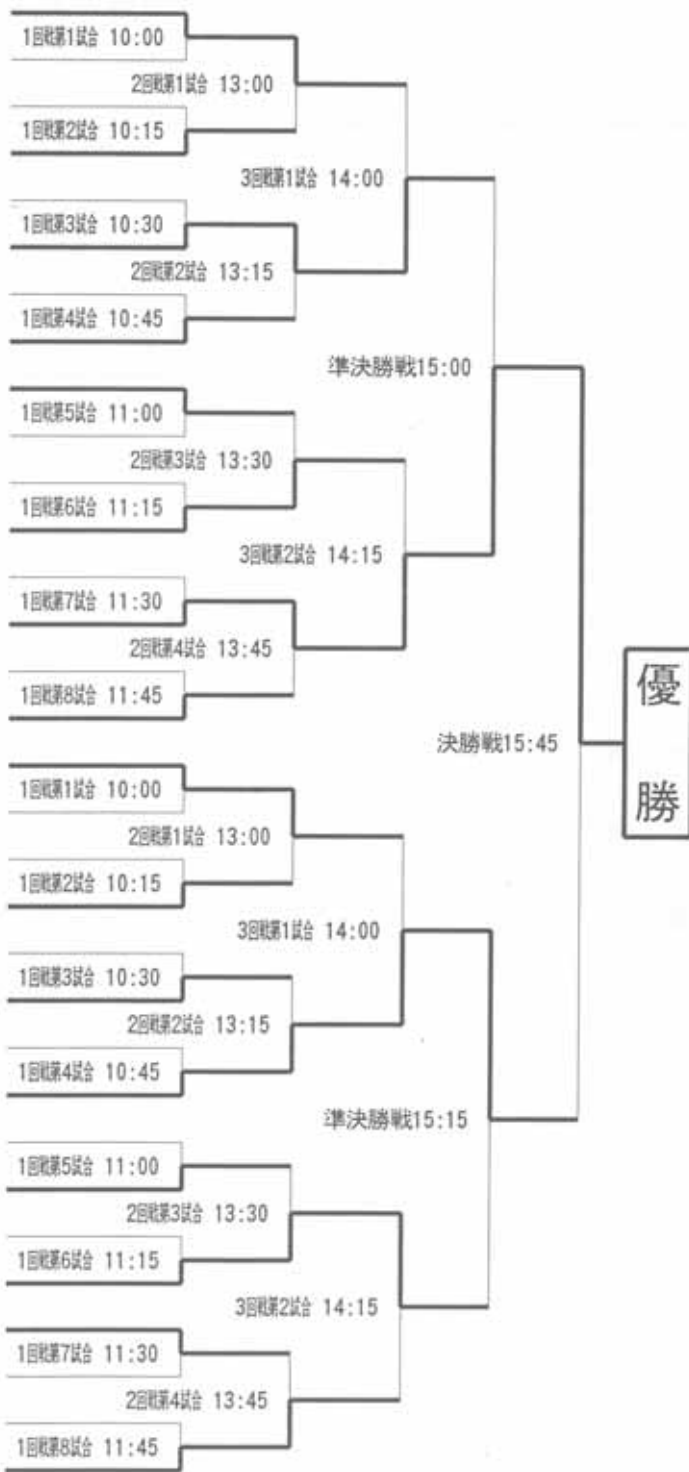 1回戦第1試合 10:00
2回戦第1試合 13:00
1回戦第2試合 10:15
3回戦第1試合 14:00
1回戦第3試合 10:30
2回戦第2試合 13:15
1回戦第4試合 10:45
準決勝戦15:00
1回戦第5試合 11:00
2回戦第3試合 13:30
1回戦第6試合 11:15
3回戦第2試合 14:15
1回戦第7試合 11:30
2回戦第4試合 13:45
1回戦第8試合 11:45
優勝
決勝戦15:45
1回戦第1試合 10:00
2回戦第1試合 13:00
1回戦第2試合 10:15
3回戦第1試合 14:00
1回戦第3試合 10:30
2回戦第2試合 13:15
1回戦第4試合 10:45
準決勝戦15:15
1回戦第5試合 11:00
2回戦第3試合 13:30
1回戦第6試合 11:15
3回戦第2試合 14:15
1回戦第7試合 11:30
2回戦第4試合 13:45
1回戦第8試合 11:45